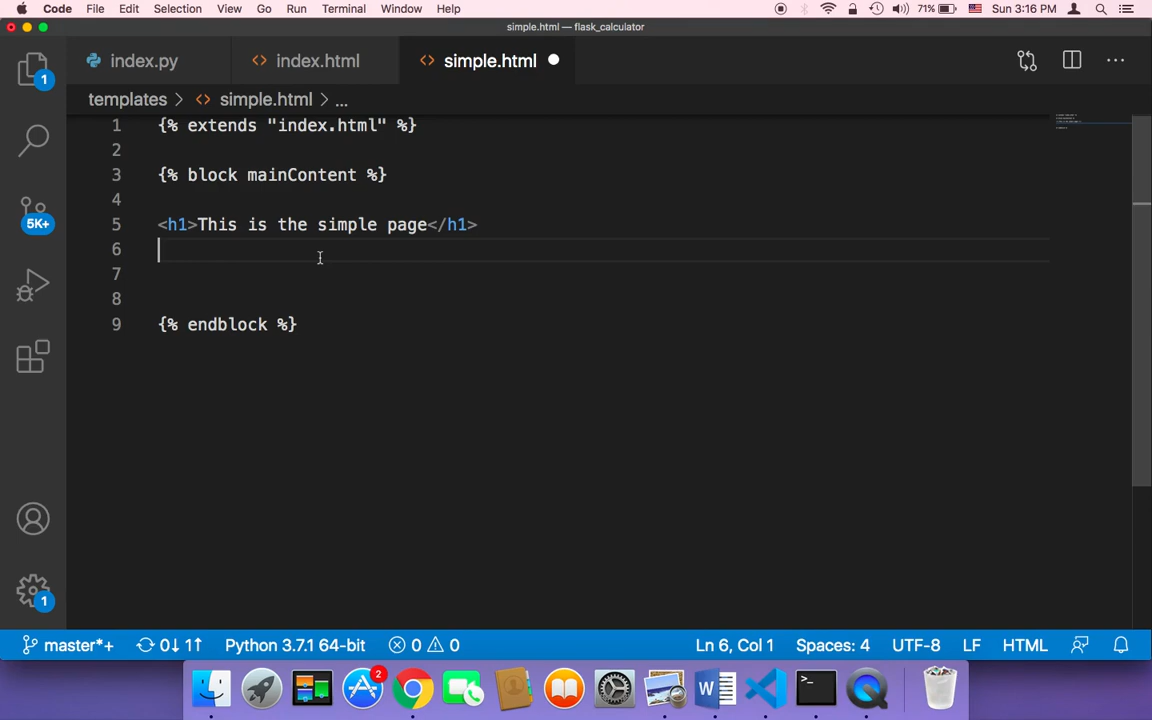 Code File Edit Selection View Go Run Terminal Window Help 71% Sun 3:16 PM
simple.html — flask_calculator
index.py index.html simple.html
templates > simple.html > ...
1 {% extends "index.html" %}
2
3 {% block mainContent %}
4
5 <h1>This is the simple page</h1>
6
7
8
9 {% endblock %}
1
5K+
1
master*+ 0↓ 1↑ Python 3.7.1 64-bit 0 0 Ln 6, Col 1 Spaces: 4 UTF-8 LF HTML
2
W
>_